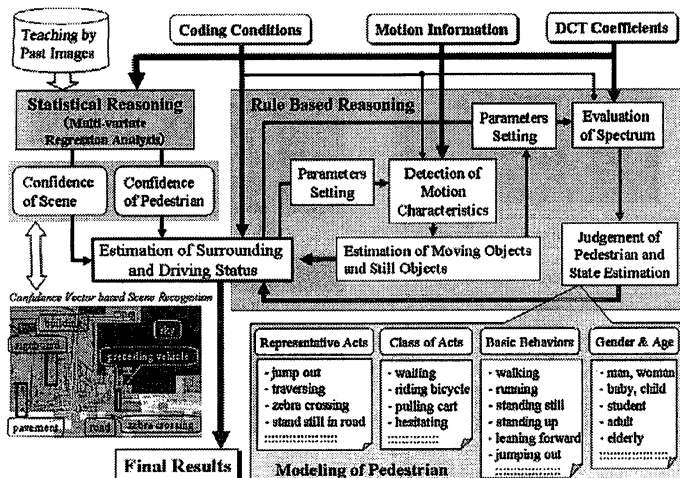 Teaching by
Past Images
Coding Conditions
Motion Information
DCT Coefficients
Statistical Reasoning
(Multi-variate
Regression Analysis)
Rule Based Reasoning
Parameters
Setting
Evaluation
of Spectrum
Confidence
of Scene
Confidence
of Pedestrian
Parameters
Setting
Detection of
Motion
Characteristics
Estimation of Surrounding
and Driving Status
Estimation of Moving Objects
and Still Objects
Judgement of
Pedestrian and
State Estimation
Confidence Vector based Scene Recognition
building
sky
signboard
preceding vehicle
pavement
road
zebra crossing
Final Results
Representative Acts
- jump out
- traversing
- zebra crossing
- stand still in road
Class of Acts
- waiting
- riding bicycle
- pulling cart
- hesitating
Basic Behaviors
- walking
- running
- standing still
- standing up
- leaning forward
- jumping out
Gender & Age
- man, woman
- baby, child
- student
- adult
- elderly
Modeling of Pedestrian